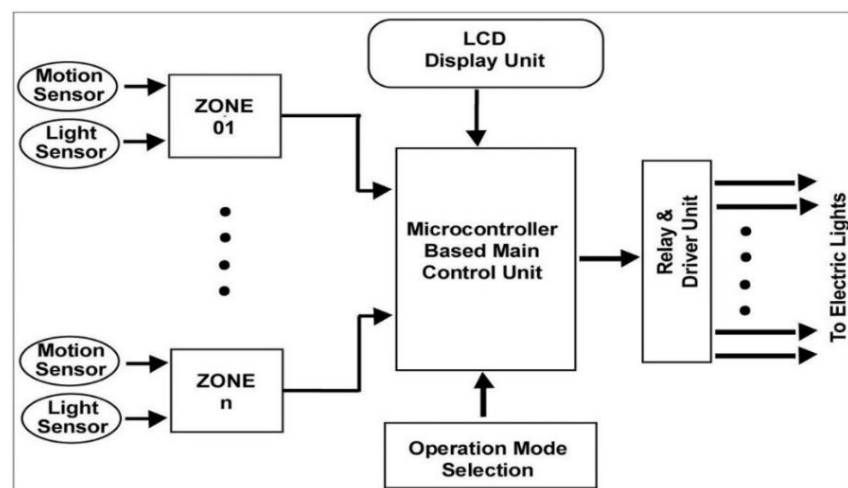 LCD
Display Unit
Motion
Sensor
Light
Sensor
ZONE
01
Microcontroller
Based Main
Control Unit
Relay &
Driver Unit
To Electric Lights
Motion
Sensor
Light
Sensor
ZONE
n
Operation Mode
Selection